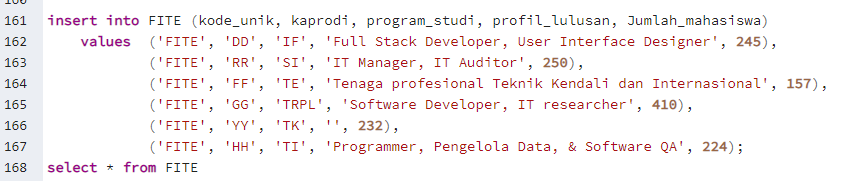 161 insert into FITE (kode_unik, kaprodi, program_studi, profil_lulusan, Jumlah_mahasiswa)
162 values ('FITE', 'DD', 'IF', 'Full Stack Developer, User Interface Designer', 245),
163 ('FITE', 'RR', 'SI', 'IT Manager, IT Auditor', 250),
164 ('FITE', 'FF', 'TE', 'Tenaga profesional Teknik Kendali dan Internasional', 157),
165 ('FITE', 'GG', 'TRPL', 'Software Developer, IT researcher', 410),
166 ('FITE', 'YY', 'TK', '', 232),
167 ('FITE', 'HH', 'TI', 'Programmer, Pengelola Data, & Software QA', 224);
168 select * from FITE